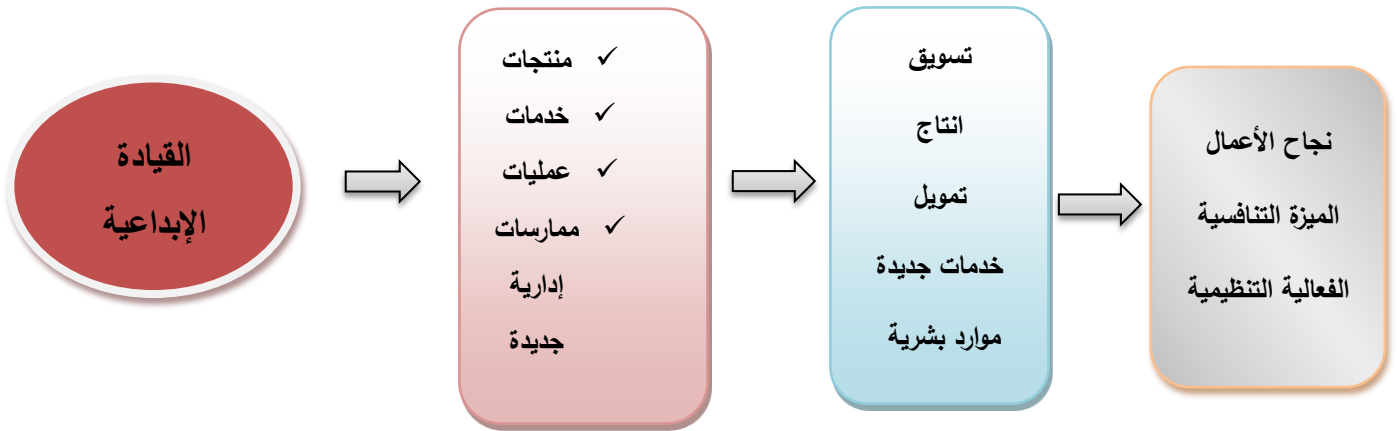 القيادة
الإبداعية
✓ منتجات
✓ خدمات
✓ عمليات
✓ ممارسات
إدارية
جديدة
تسويق
انتاج
تمويل
خدمات جديدة
موارد بشرية
نجاح الأعمال
الميزة التنافسية
الفعالية التنظيمية